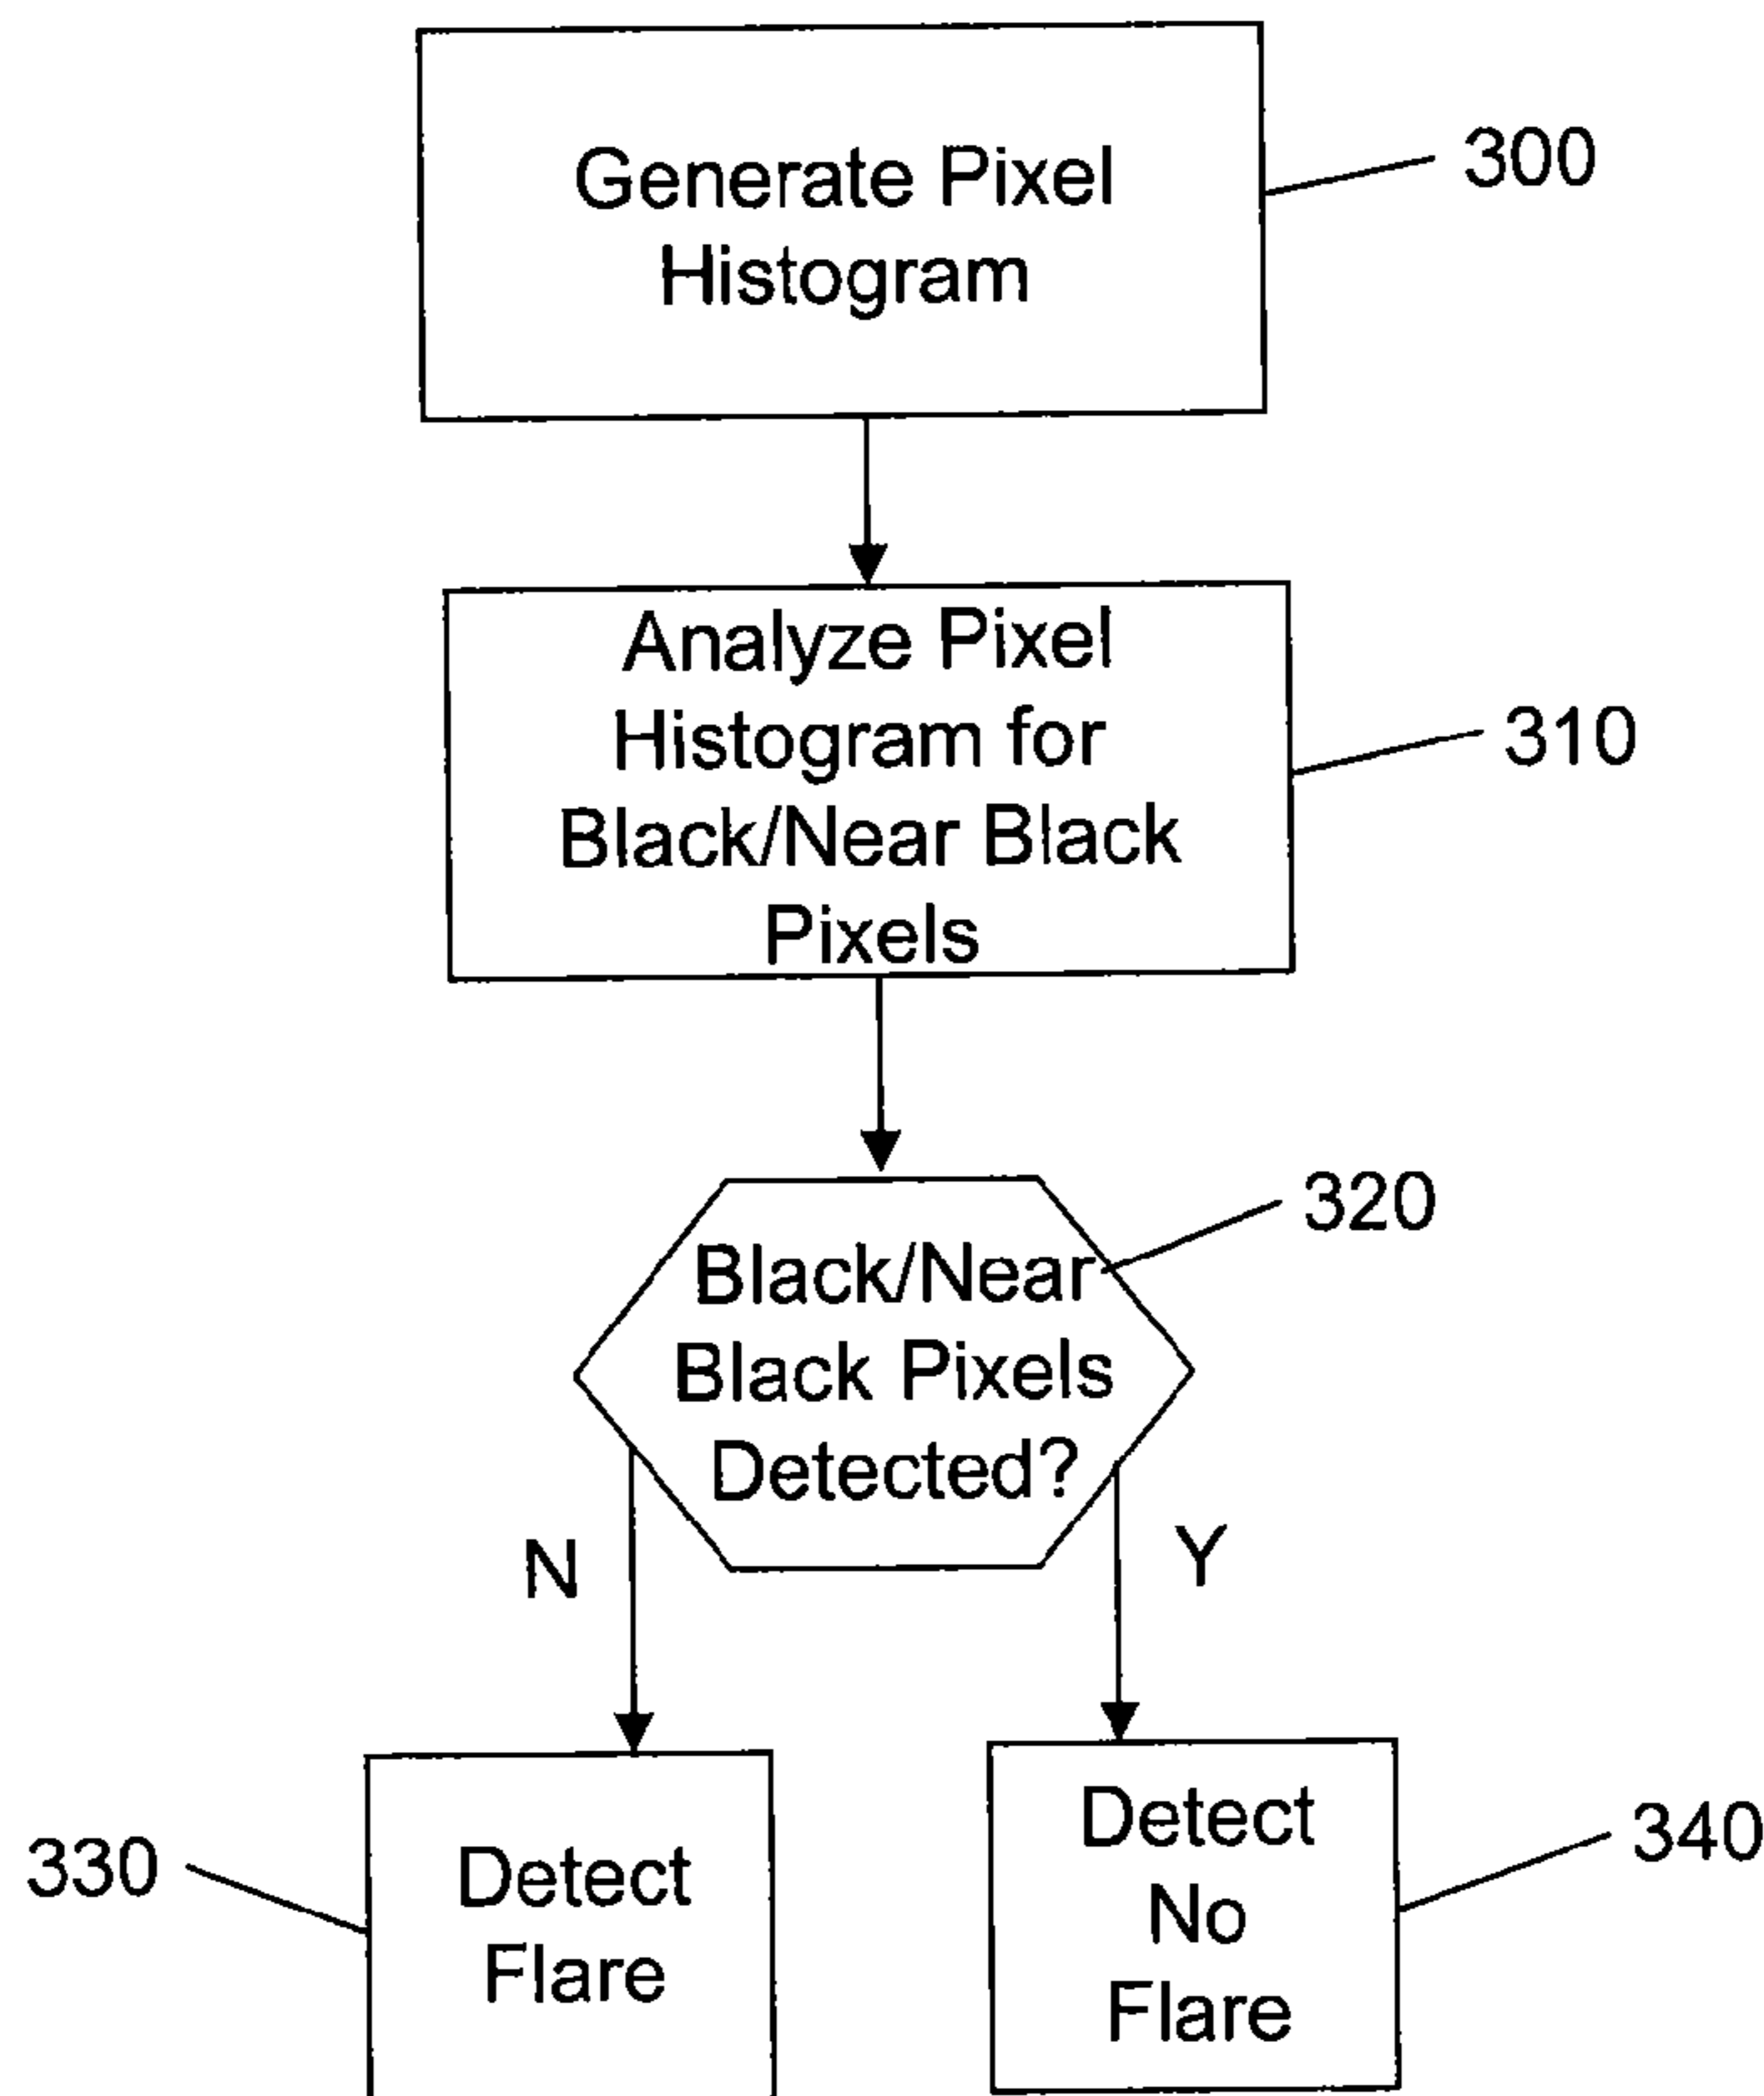 Generate Pixel
Histogram
300
Analyze Pixel
Histogram for
Black/Near Black
Pixels
310
320
Black/Near
Black Pixels
Detected?
N
Y
330
Detect
Flare
Detect
No
Flare
340